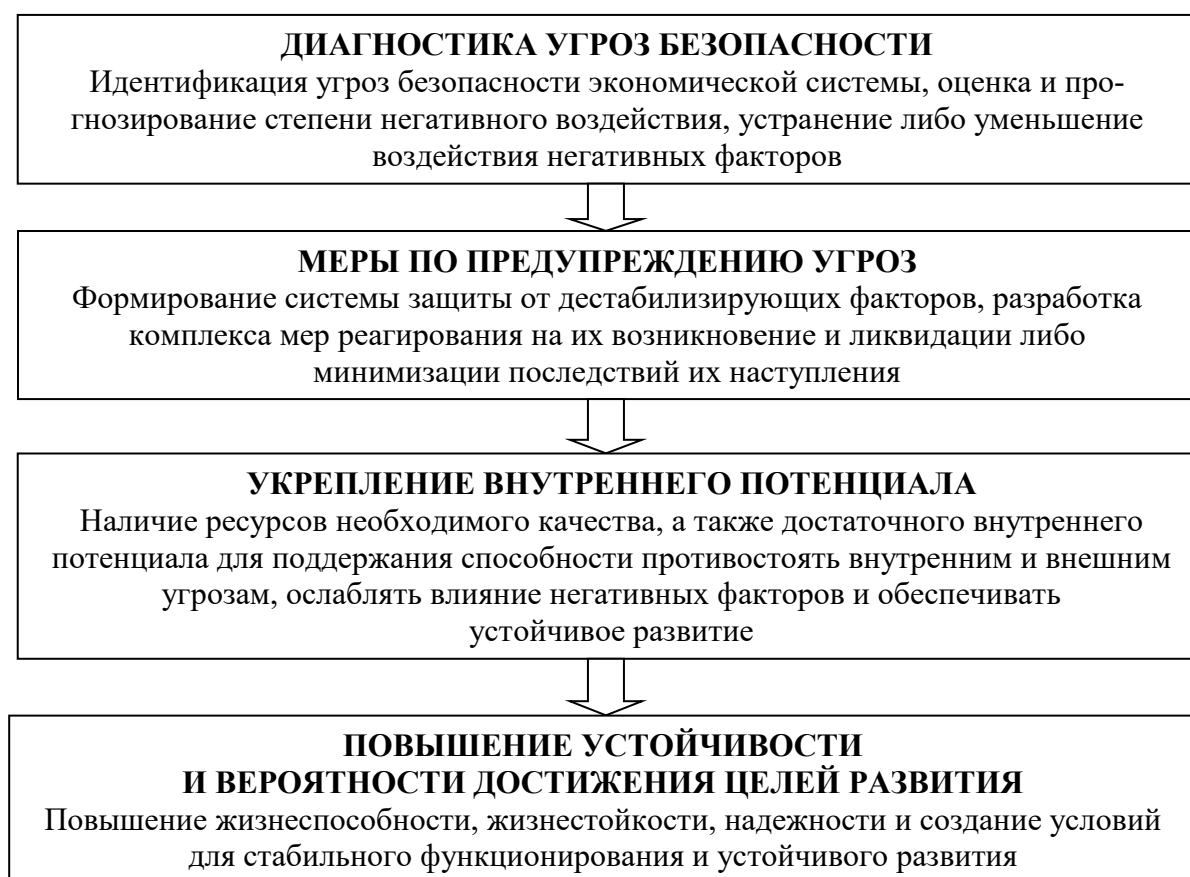 ДИАГНОСТИКА УГРОЗ БЕЗОПАСНОСТИ
Идентификация угроз безопасности экономической системы, оценка и про-
гнозирование степени негативного воздействия, устранение либо уменьшение
воздействия негативных факторов
МЕРЫ ПО ПРЕДУПРЕЖДЕНИЮ УГРОЗ
Формирование системы защиты от дестабилизирующих факторов, разработка
комплекса мер реагирования на их возникновение и ликвидации либо
минимизации последствий их наступления
УКРЕПЛЕНИЕ ВНУТРЕННЕГО ПОТЕНЦИАЛА
Наличие ресурсов необходимого качества, а также достаточного внутреннего
потенциала для поддержания способности противостоять внутренним и внешним
угрозам, ослаблять влияние негативных факторов и обеспечивать
устойчивое развитие
ПОВЫШЕНИЕ УСТОЙЧИВОСТИ
И ВЕРОЯТНОСТИ ДОСТИЖЕНИЯ ЦЕЛЕЙ РАЗВИТИЯ
Повышение жизнеспособности, жизнестойкости, надежности и создание условий
для стабильного функционирования и устойчивого развития